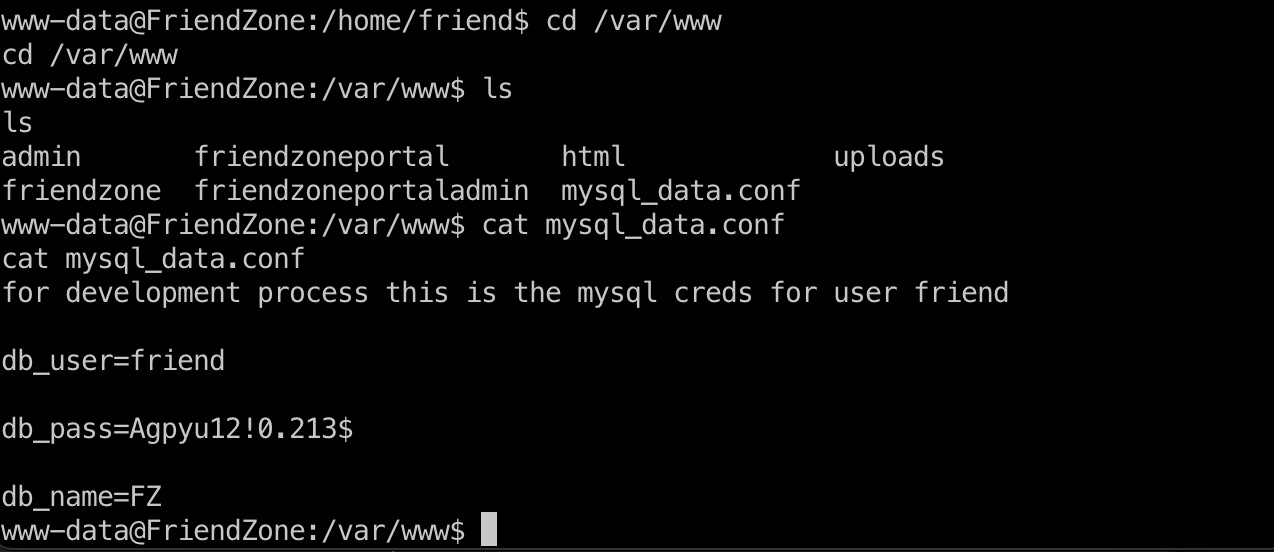 www-data@FriendZone:/home/friend$ cd /var/www
cd /var/www
www-data@FriendZone:/var/www$ ls
ls
admin       friendzoneportal       html             uploads
friendzone  friendzoneportaladmin  mysql_data.conf
www-data@FriendZone:/var/www$ cat mysql_data.conf
cat mysql_data.conf
for development process this is the mysql creds for user friend
db_user=friend
db_pass=Agpyu12!0.213$
db_name=FZ
www-data@FriendZone:/var/www$